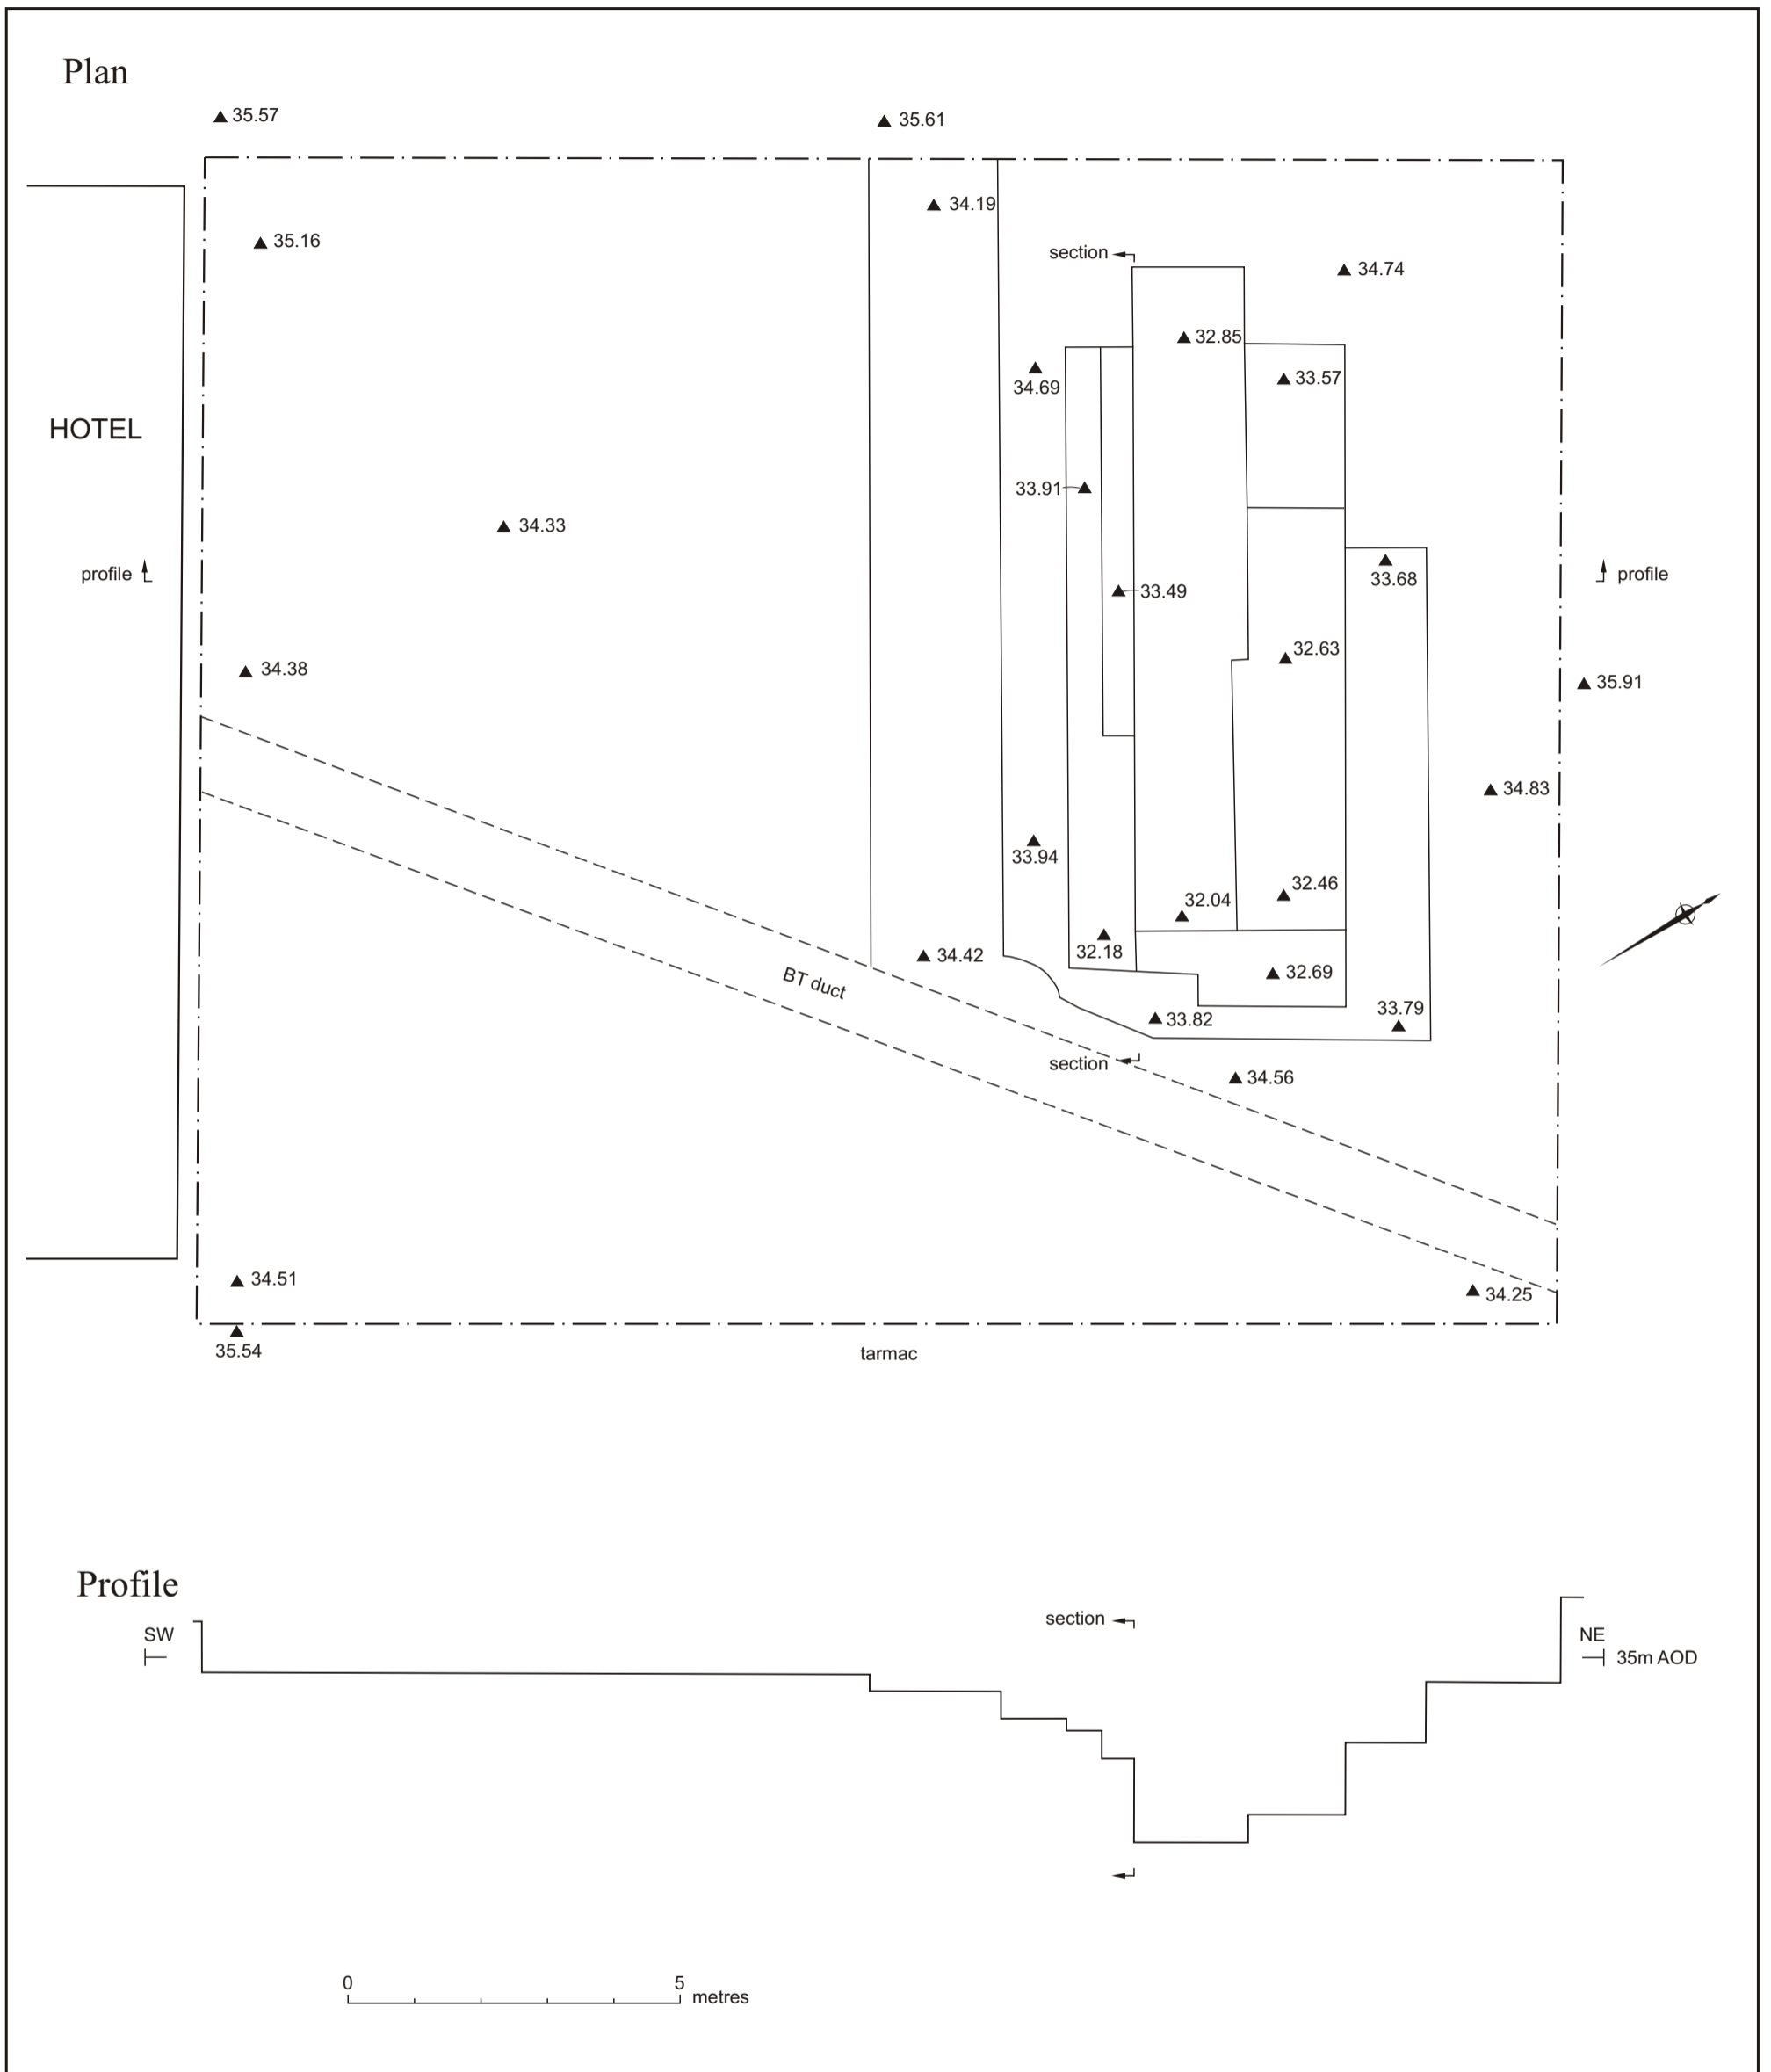 Plan
35.57
35.61
34.19
35.16
section
34.74
32.85
33.57
34.69
HOTEL
33.91
34.33
profile
profile
33.68
33.49
32.63
34.38
35.91
34.83
33.94
32.46
32.04
32.18
34.42
32.69
BT duct
33.79
33.82
section
34.56
34.51
34.25
35.54
tarmac
Profile
section
SW
NE
35m AOD
0 5
metres